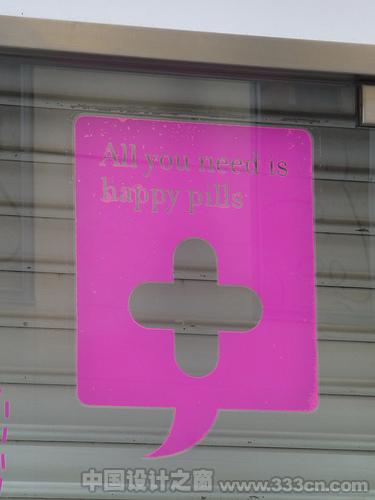 All you need is
happy pills
中国设计之窗 www.333cn.com